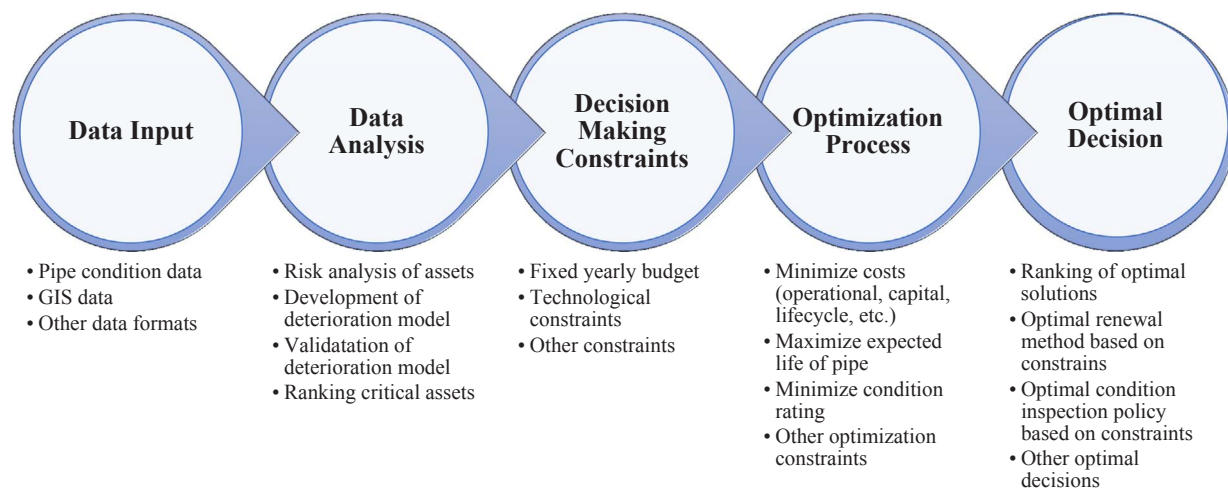 Data Input
Data
Analysis
Decision
Making
Constraints
Optimization
Process
Optimal
Decision
• Pipe condition data
• GIS data
• Other data formats
• Risk analysis of assets
• Development of
deterioration model
• Validatation of
deterioration model
• Ranking critical assets
• Fixed yearly budget
• Technological
constraints
• Other constraints
• Minimize costs
(operational, capital,
lifecycle, etc.)
• Maximize expected
life of pipe
• Minimize condition
rating
• Other optimization
constraints
• Ranking of optimal
solutions
• Optimal renewal
method based on
constrains
• Optimal condition
inspection policy
based on constraints
• Other optimal
decisions